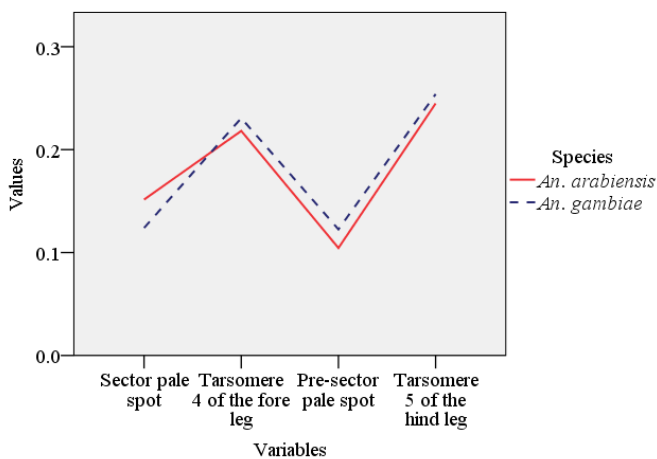 0.3
0.2
0.1
0.0
Values
Sector pale
spot
Tarsomere
4 of the fore
leg
Pre-sector
pale spot
Tarsomere
5 of the
hind leg
Variables
Species
An. arabiensis
An. gambiae